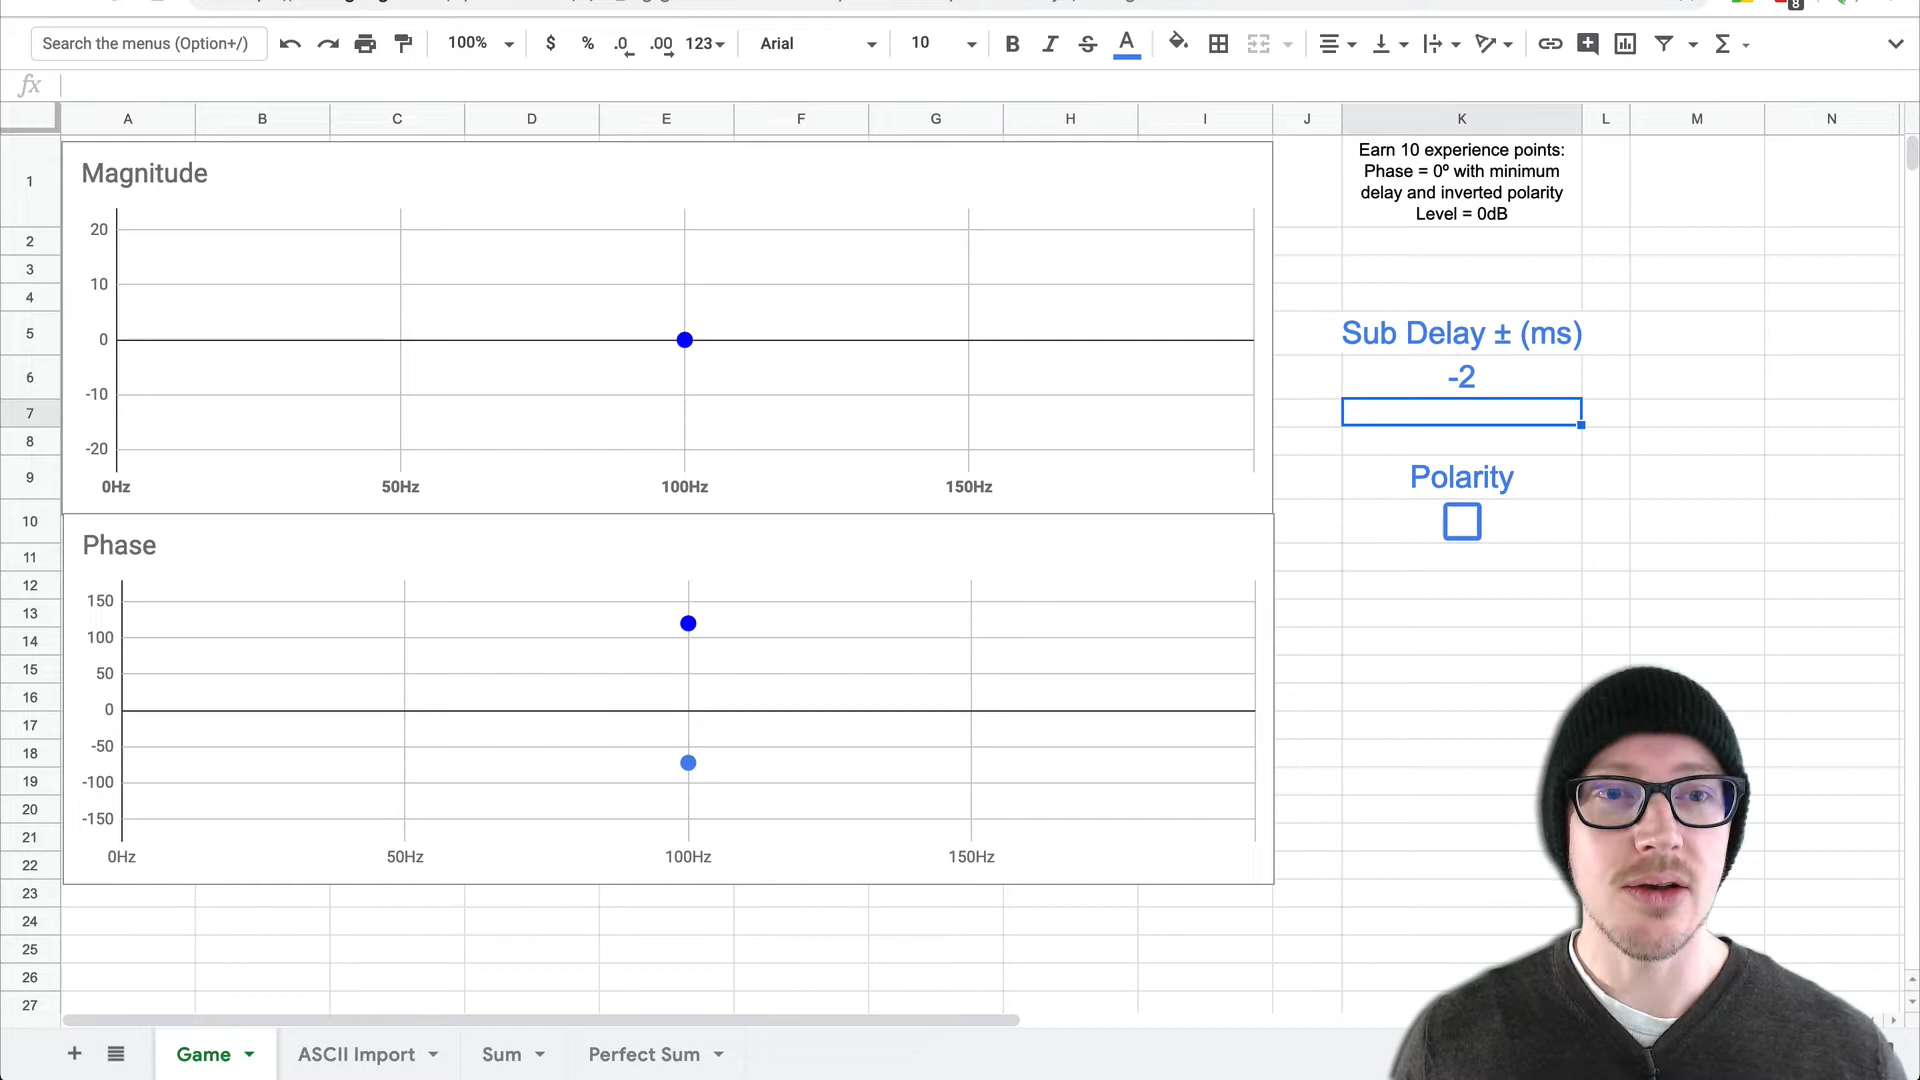 Search the menus (Option+/)
100%
$
%
.0
.00
123
Arial
10
B
I
S
A
Σ
8
fx
A B C D E F G H I J K L M N
1
2
3
4
5
6
7
8
9
10
11
12
13
14
15
16
17
18
19
20
21
22
23
24
25
26
27
Magnitude
20
10
0
-10
-20
0Hz 50Hz 100Hz 150Hz
Phase
150
100
50
0
-50
-100
-150
0Hz 50Hz 100Hz 150Hz
Earn 10 experience points:
Phase = 0º with minimum
delay and inverted polarity
Level = 0dB
Sub Delay ± (ms)
-2
Polarity
Game
ASCII Import
Sum
Perfect Sum